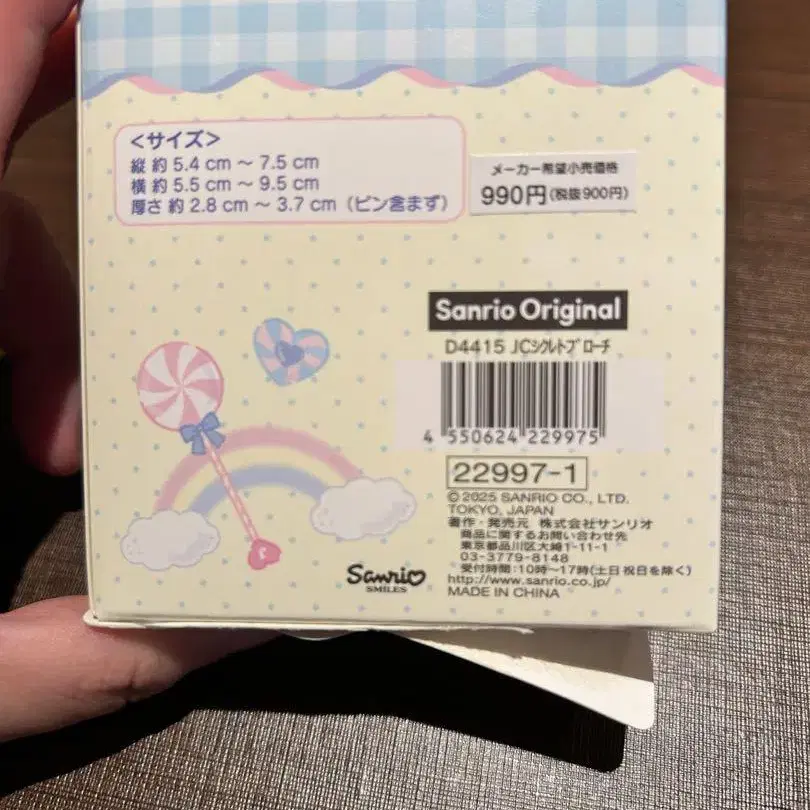 <サイズ>
縦 約 5.4 cm ～ 7.5 cm
横 約 5.5 cm ～ 9.5 cm
厚さ 約 2.8 cm ～ 3.7 cm（ピン含まず）
メーカー希望小売価格
990円(税抜900円)
Sanrio Original
D4415 JCｼｸﾚﾄﾌﾞﾛｰﾁ
4 550624 229975
22997-1
© 2025 SANRIO CO., LTD.
TOKYO, JAPAN
著作・発売元 株式会社サンリオ
商品に関するお問い合わせ先
東京都品川区大崎1-11-1
03-3779-8148
受付時間:10時～17時(土日祝日を除く)
http://www.sanrio.co.jp/
MADE IN CHINA
Sanrio
SMILES